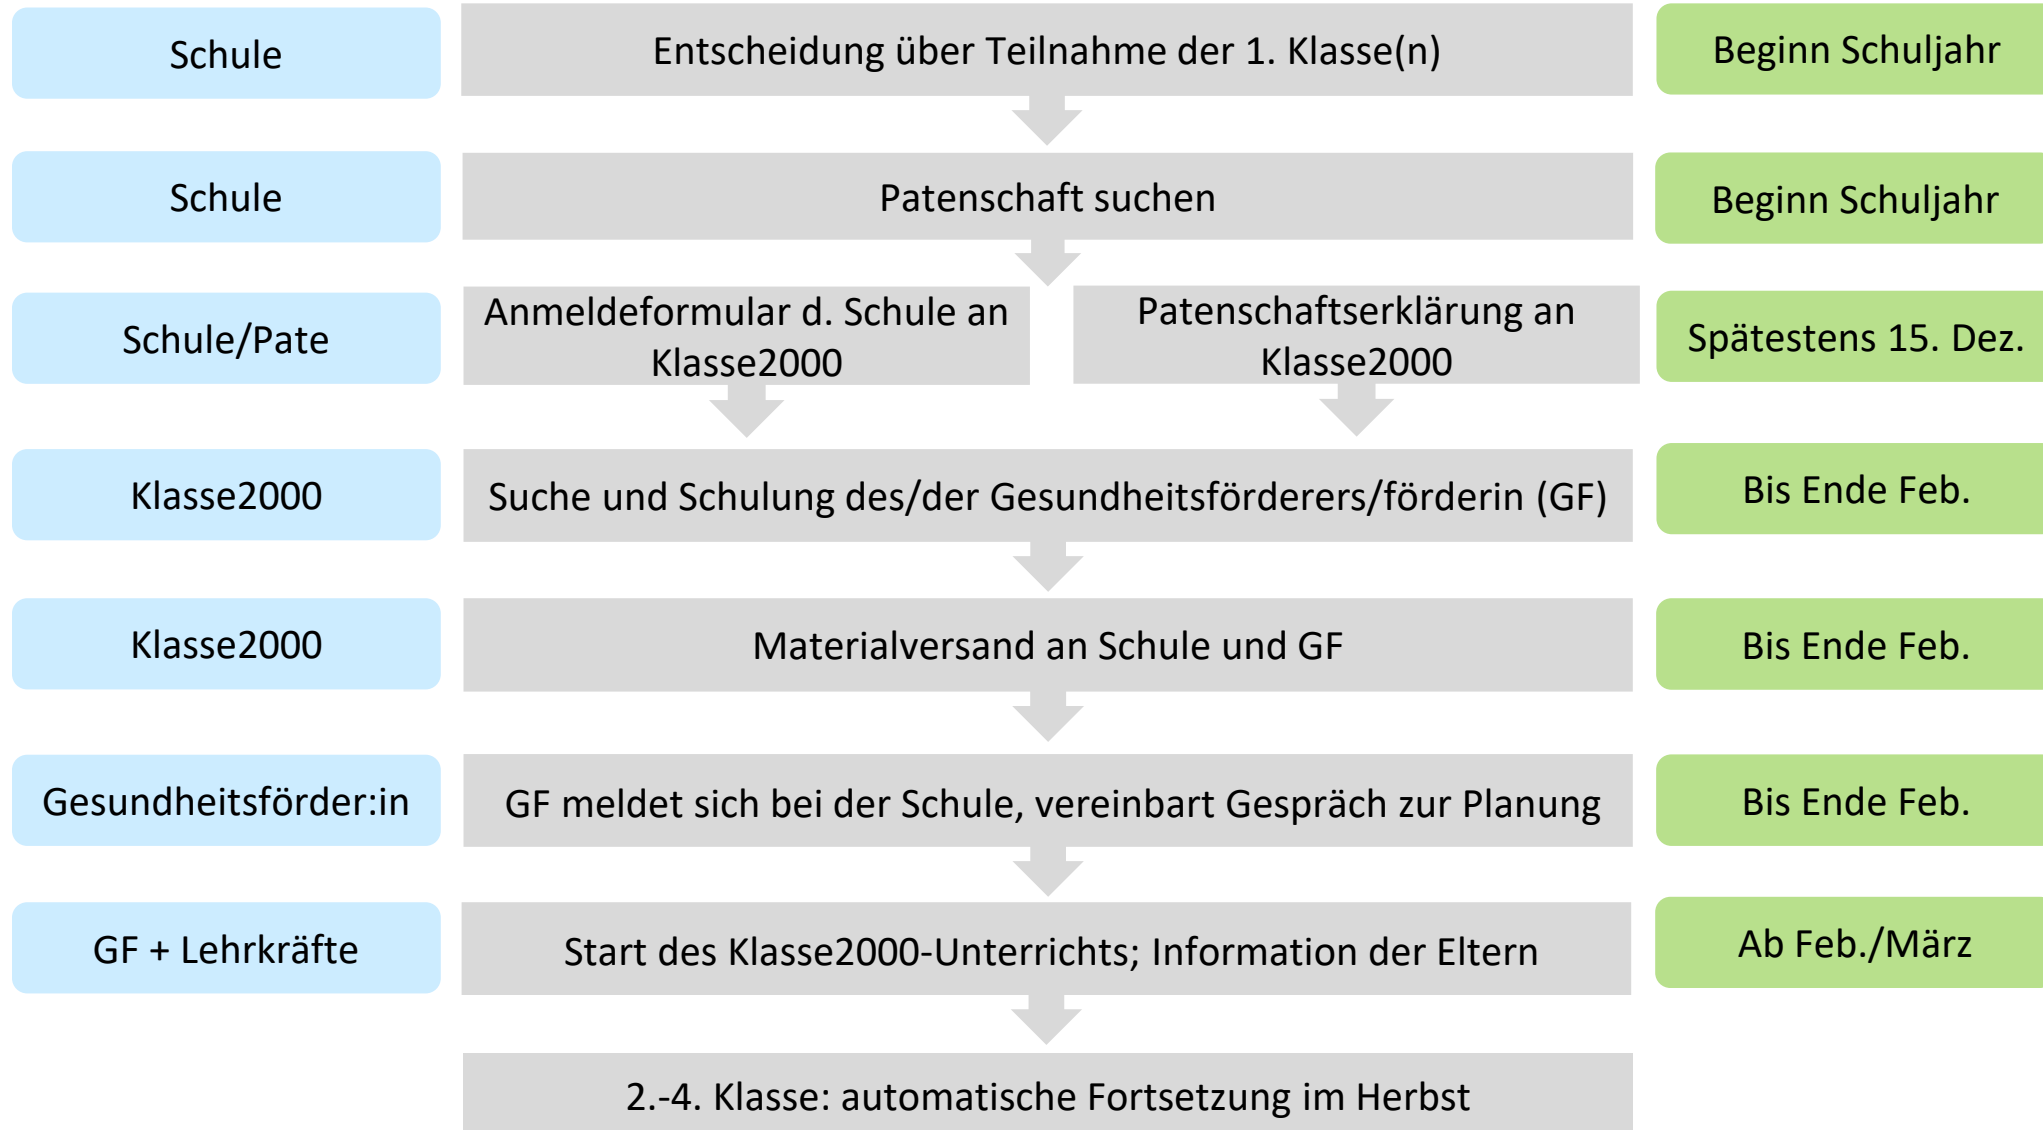 Schule
Entscheidung über Teilnahme der 1. Klasse(n)
Beginn Schuljahr
Schule
Patenschaft suchen
Beginn Schuljahr
Schule/Pate
Anmeldeformular d. Schule an
Klasse2000
Patenschaftserklärung an
Klasse2000
Spätestens 15. Dez.
Klasse2000
Suche und Schulung des/der Gesundheitsförderers/förderin (GF)
Bis Ende Feb.
Klasse2000
Materialversand an Schule und GF
Bis Ende Feb.
Gesundheitsförder:in
GF meldet sich bei der Schule, vereinbart Gespräch zur Planung
Bis Ende Feb.
GF + Lehrkräfte
Start des Klasse2000-Unterrichts; Information der Eltern
Ab Feb./März
2.-4. Klasse: automatische Fortsetzung im Herbst